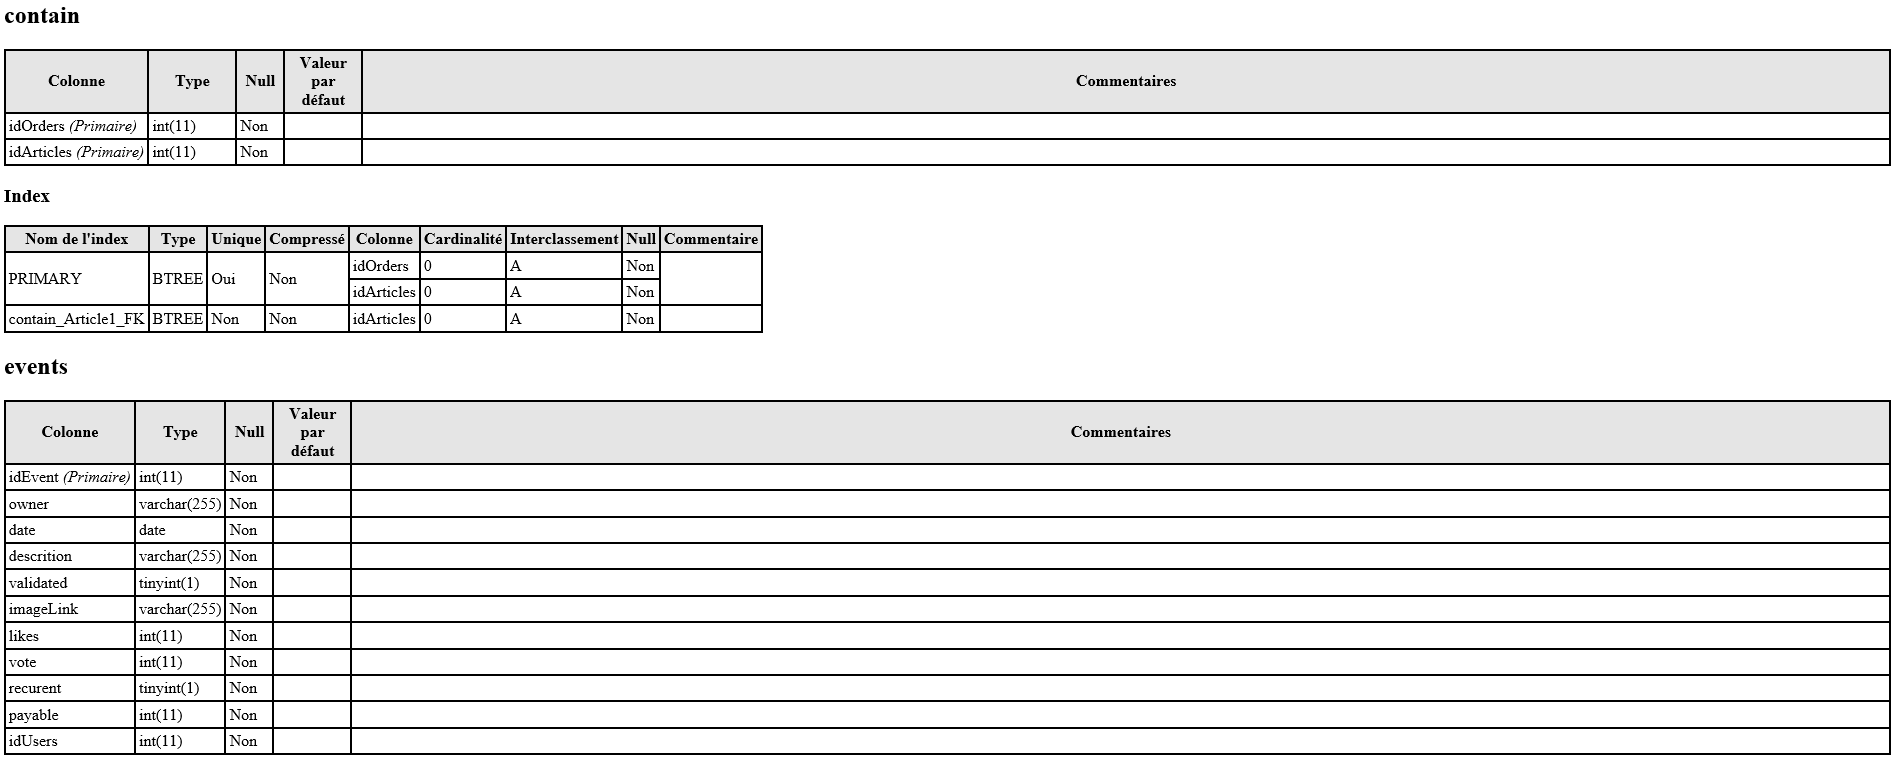 contain
Colonne Type Null Valeur par défaut Commentaires
idOrders (Primaire) int(11) Non
idArticles (Primaire) int(11) Non
Index
Nom de l'index Type Unique Compressé Colonne Cardinalité Interclassement Null Commentaire
PRIMARY BTREE Oui Non idOrders 0 A Non
idArticles 0 A Non
contain_Article1_FK BTREE Non Non idArticles 0 A Non
events
Colonne Type Null Valeur par défaut Commentaires
idEvent (Primaire) int(11) Non
owner varchar(255) Non
date date Non
descrition varchar(255) Non
validated tinyint(1) Non
imageLink varchar(255) Non
likes int(11) Non
vote int(11) Non
recurent tinyint(1) Non
payable int(11) Non
idUsers int(11) Non